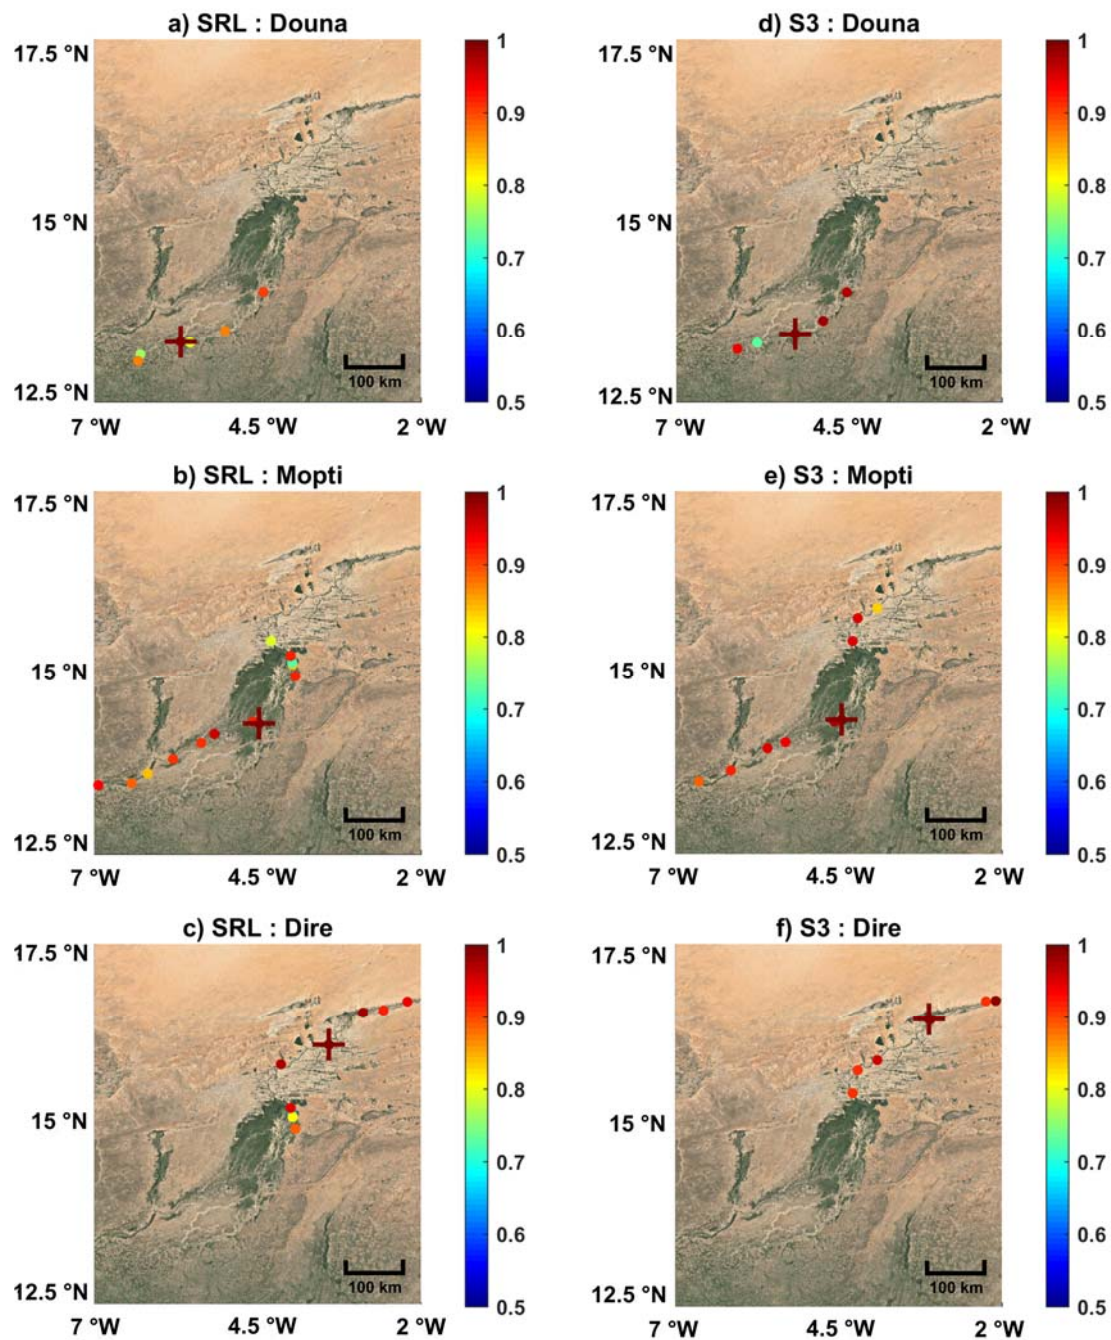 a) SRL : Douna
17.5 °N
15 °N
12.5 °N
7 °W
4.5 °W
2 °W
100 km
1
0.9
0.8
0.7
0.6
0.5
d) S3 : Douna
17.5 °N
15 °N
12.5 °N
7 °W
4.5 °W
2 °W
100 km
1
0.9
0.8
0.7
0.6
0.5
b) SRL : Mopti
17.5 °N
15 °N
12.5 °N
7 °W
4.5 °W
2 °W
100 km
1
0.9
0.8
0.7
0.6
0.5
e) S3 : Mopti
17.5 °N
15 °N
12.5 °N
7 °W
4.5 °W
2 °W
100 km
1
0.9
0.8
0.7
0.6
0.5
c) SRL : Dire
17.5 °N
15 °N
12.5 °N
7 °W
4.5 °W
2 °W
100 km
1
0.9
0.8
0.7
0.6
0.5
f) S3 : Dire
17.5 °N
15 °N
12.5 °N
7 °W
4.5 °W
2 °W
100 km
1
0.9
0.8
0.7
0.6
0.5